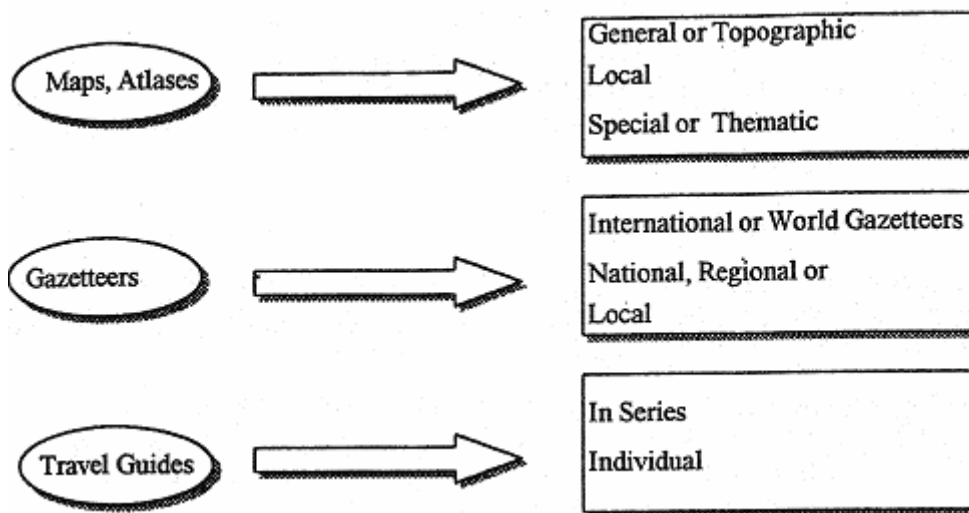 Maps, Atlases
General or Topographic
Local
Special or Thematic
Gazetteers
International or World Gazetteers
National, Regional or
Local
Travel Guides
In Series
Individual